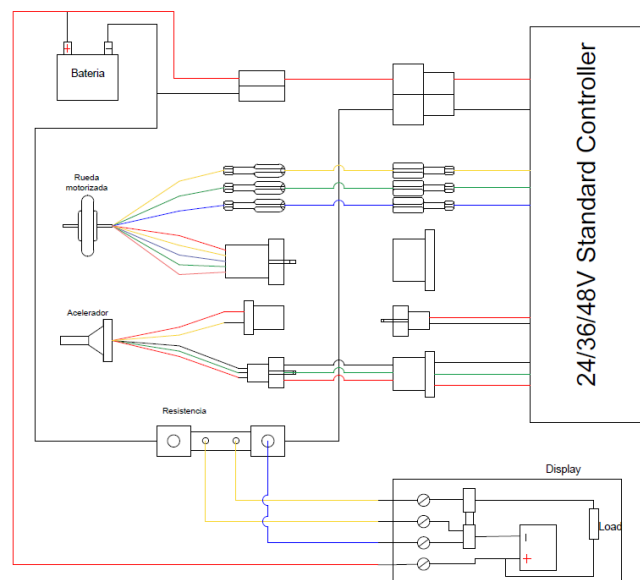 Bateria
24/36/48V Standard Controller
Rueda
motorizada
Acelerador
Resistencia
Display
Load